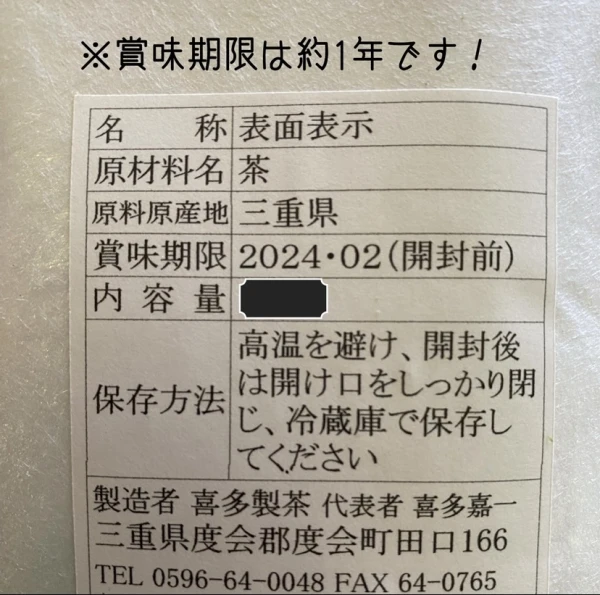 ※賞味期限は約1年です!
名称 表面表示
原材料名 茶
原料原産地 三重県
賞味期限 2024・02(開封前)
内容量
保存方法 高温を避け、開封後
は開け口をしっかり閉
じ、冷蔵庫で保存し
てください
製造者 喜多製茶 代表者 喜多嘉一
三重県度会郡度会町田口166
TEL 0596-64-0048 FAX 64-0765